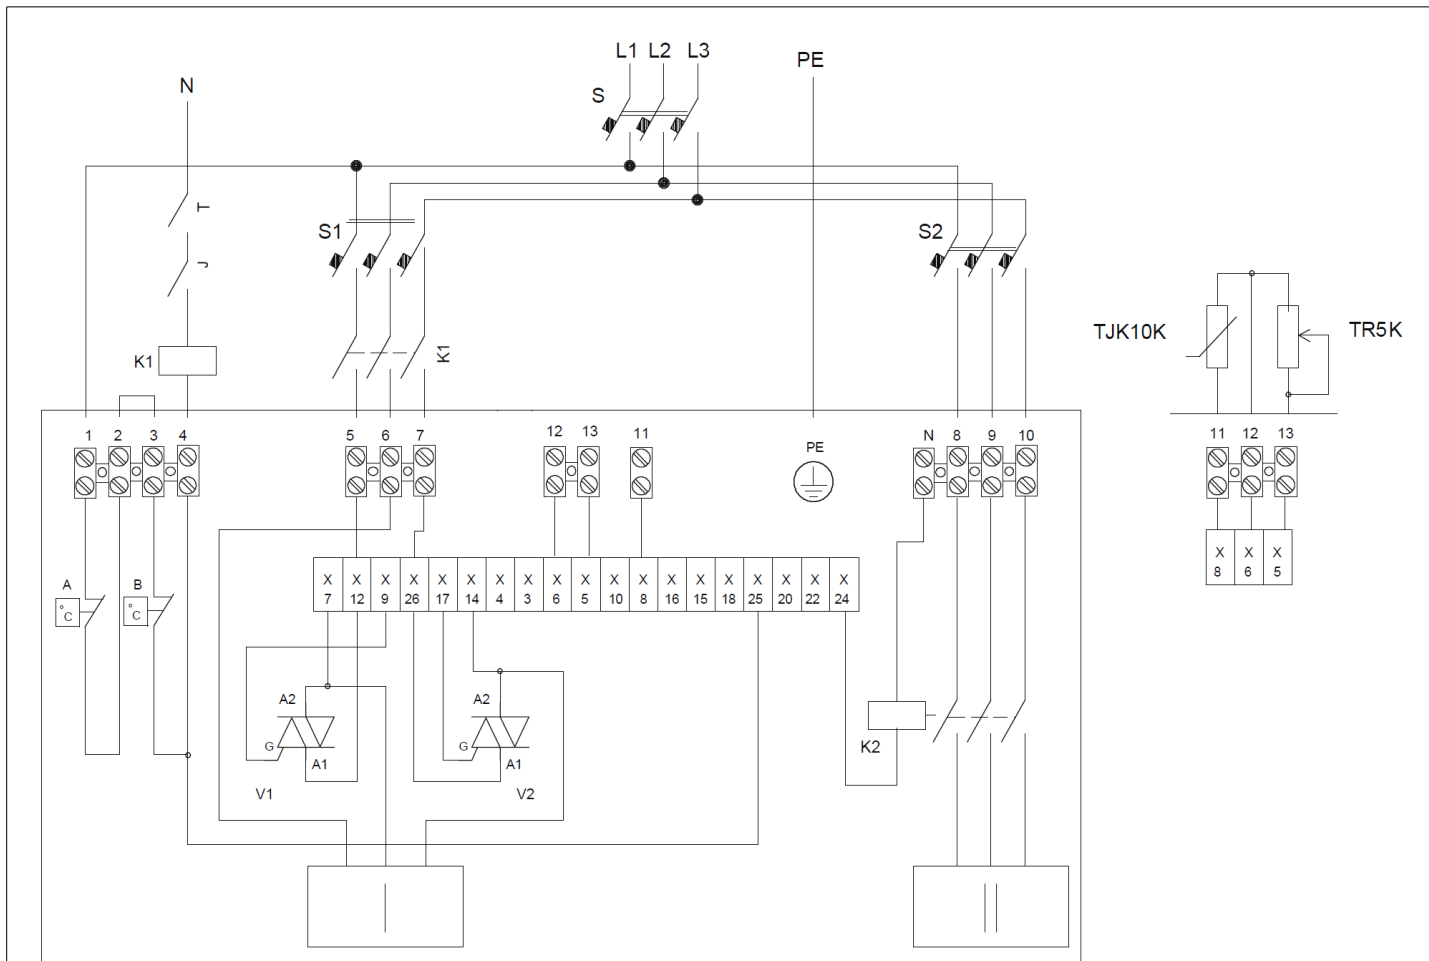 L1 L2 L3
PE
N
S
T
S1
S2
J
K1
K1
TJK10K
TR5K
1 2 3 4
5 6 7
12 13
11
PE
N 8 9 10
11 12 13
X X X X X X X X X X X X X X X X X X X
7 12 9 26 17 14 4 3 6 5 10 8 16 15 18 25 20 22 24
X X X
8 6 5
A
°C
B
°C
A2
G
A1
V1
A2
G
A1
V2
K2